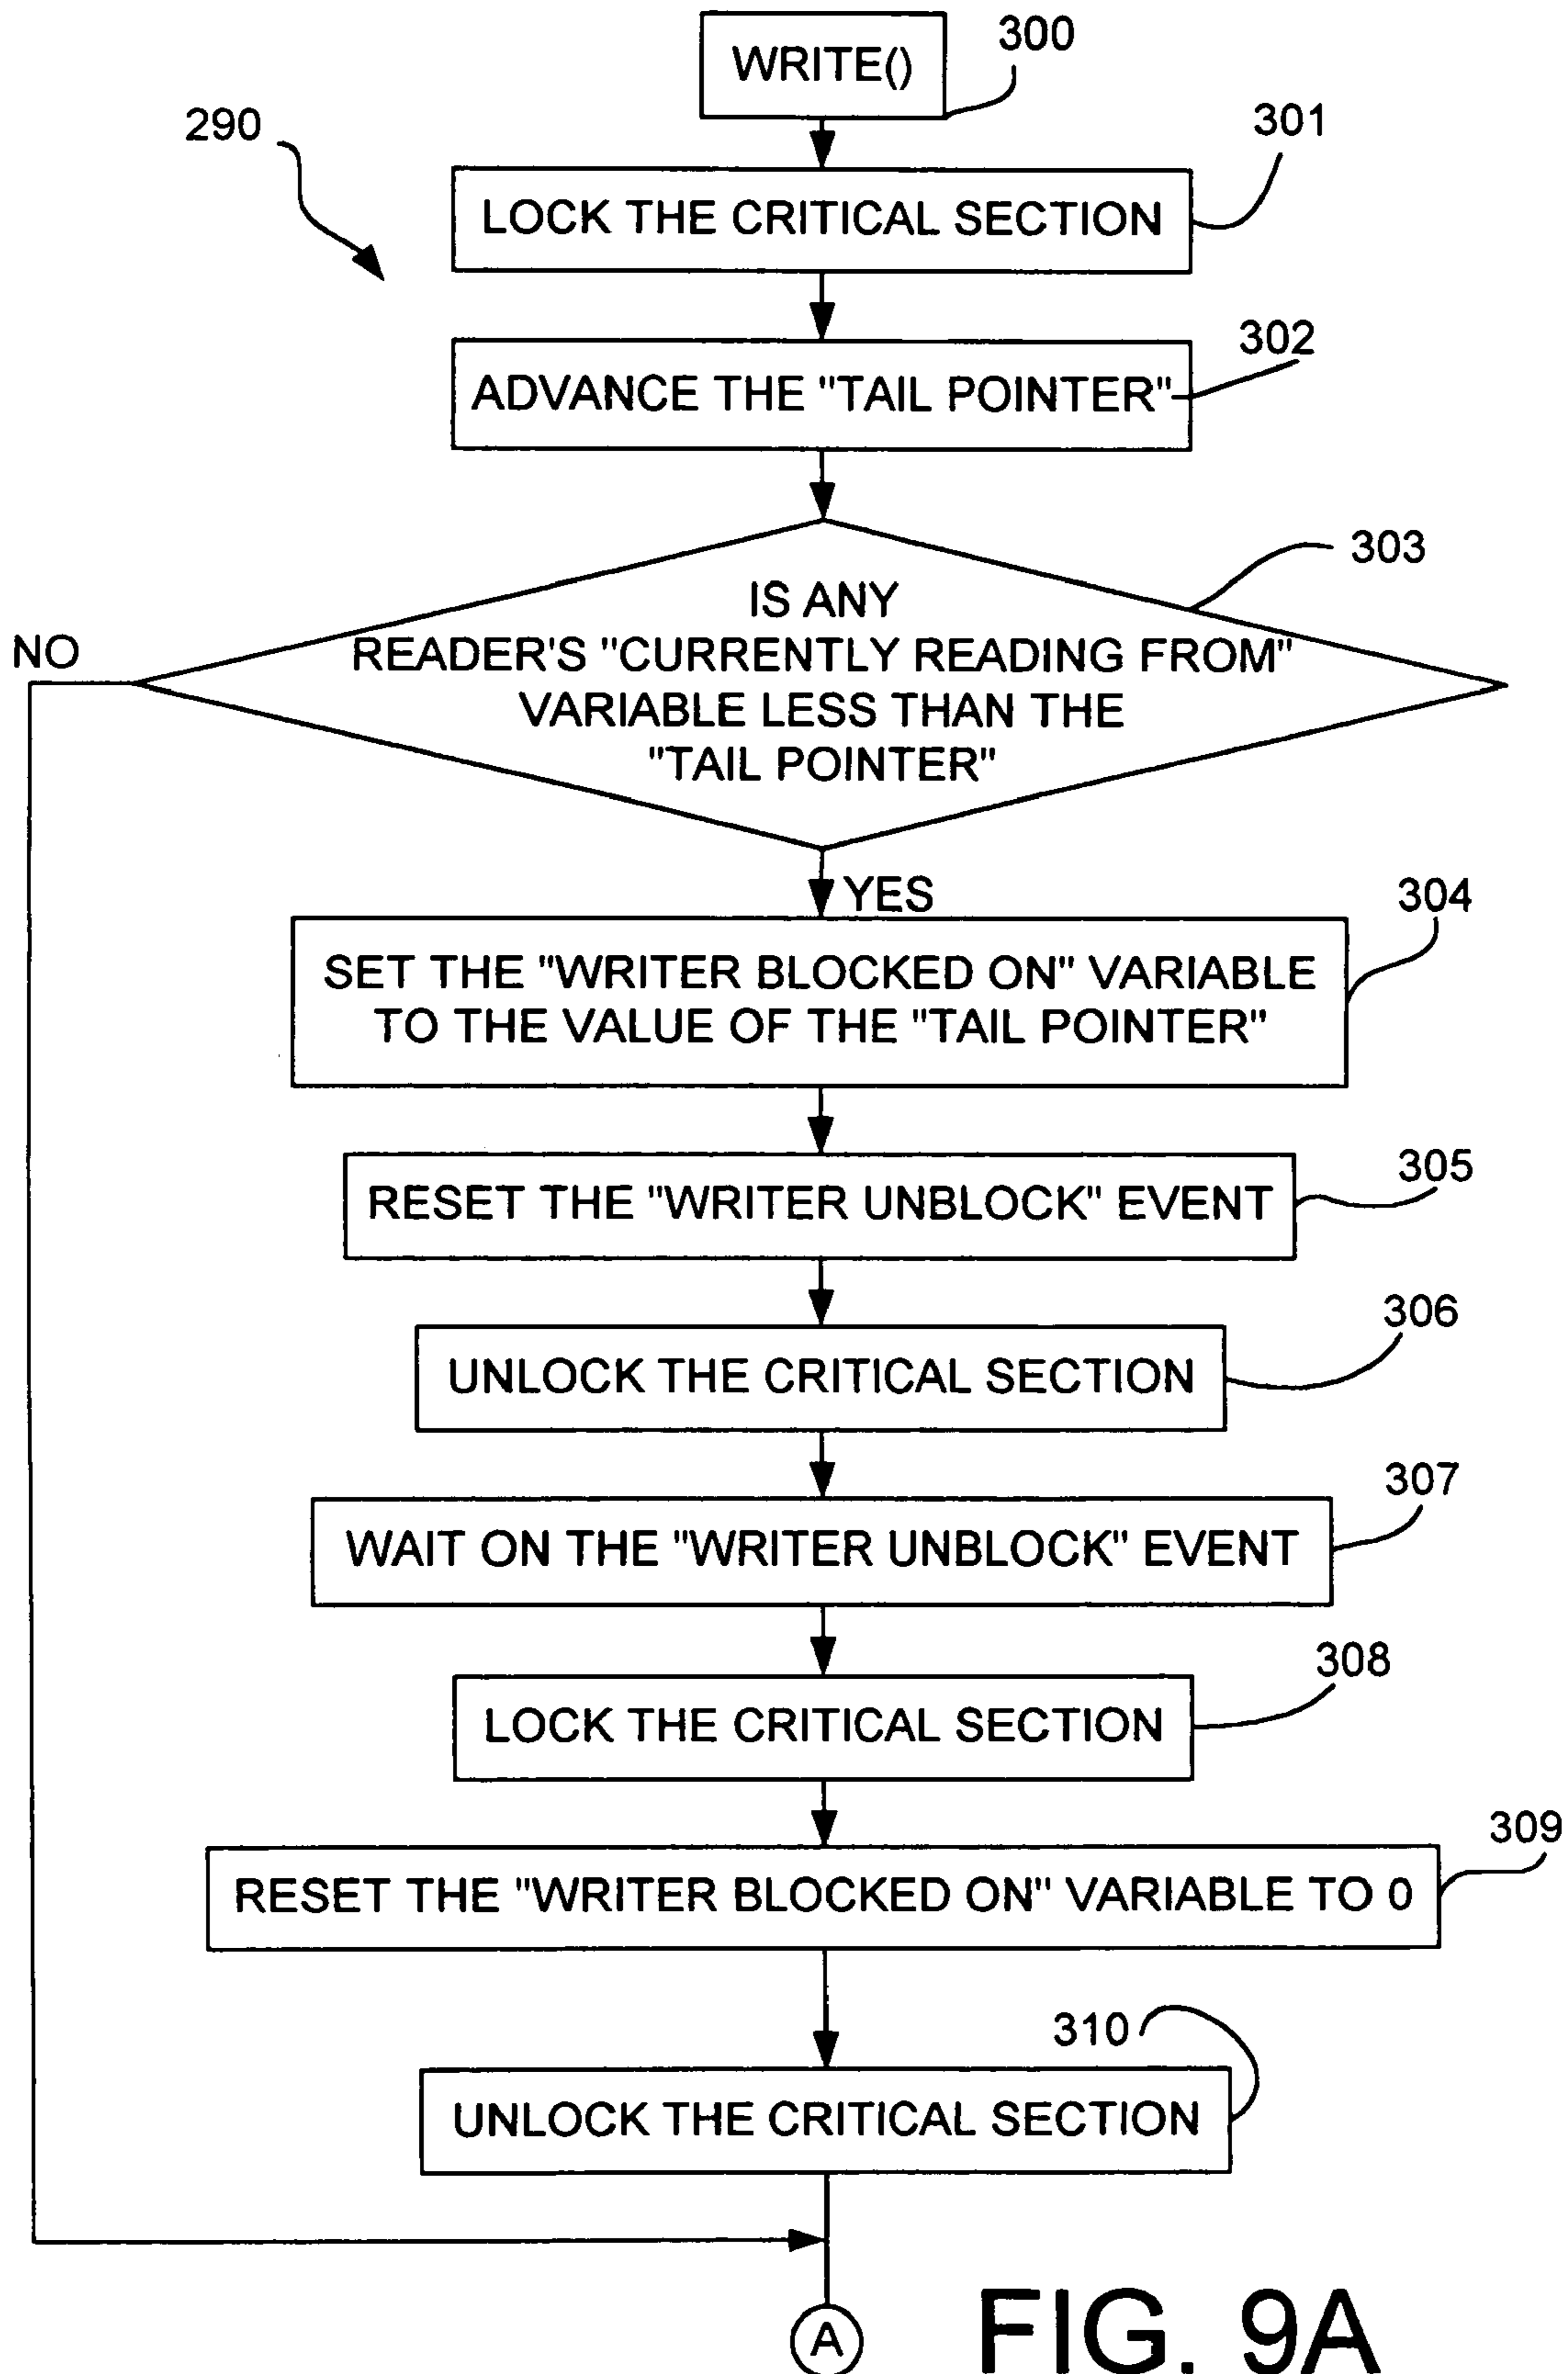 WRITE()
300
290
301
LOCK THE CRITICAL SECTION
302
ADVANCE THE "TAIL POINTER"
303
IS ANY
NO
READER'S "CURRENTLY READING FROM"
VARIABLE LESS THAN THE
"TAIL POINTER"
YES
304
SET THE "WRITER BLOCKED ON" VARIABLE
TO THE VALUE OF THE "TAIL POINTER"
305
RESET THE "WRITER UNBLOCK" EVENT
306
UNLOCK THE CRITICAL SECTION
307
WAIT ON THE "WRITER UNBLOCK" EVENT
308
LOCK THE CRITICAL SECTION
309
RESET THE "WRITER BLOCKED ON" VARIABLE TO 0
310
UNLOCK THE CRITICAL SECTION
A
FIG. 9A